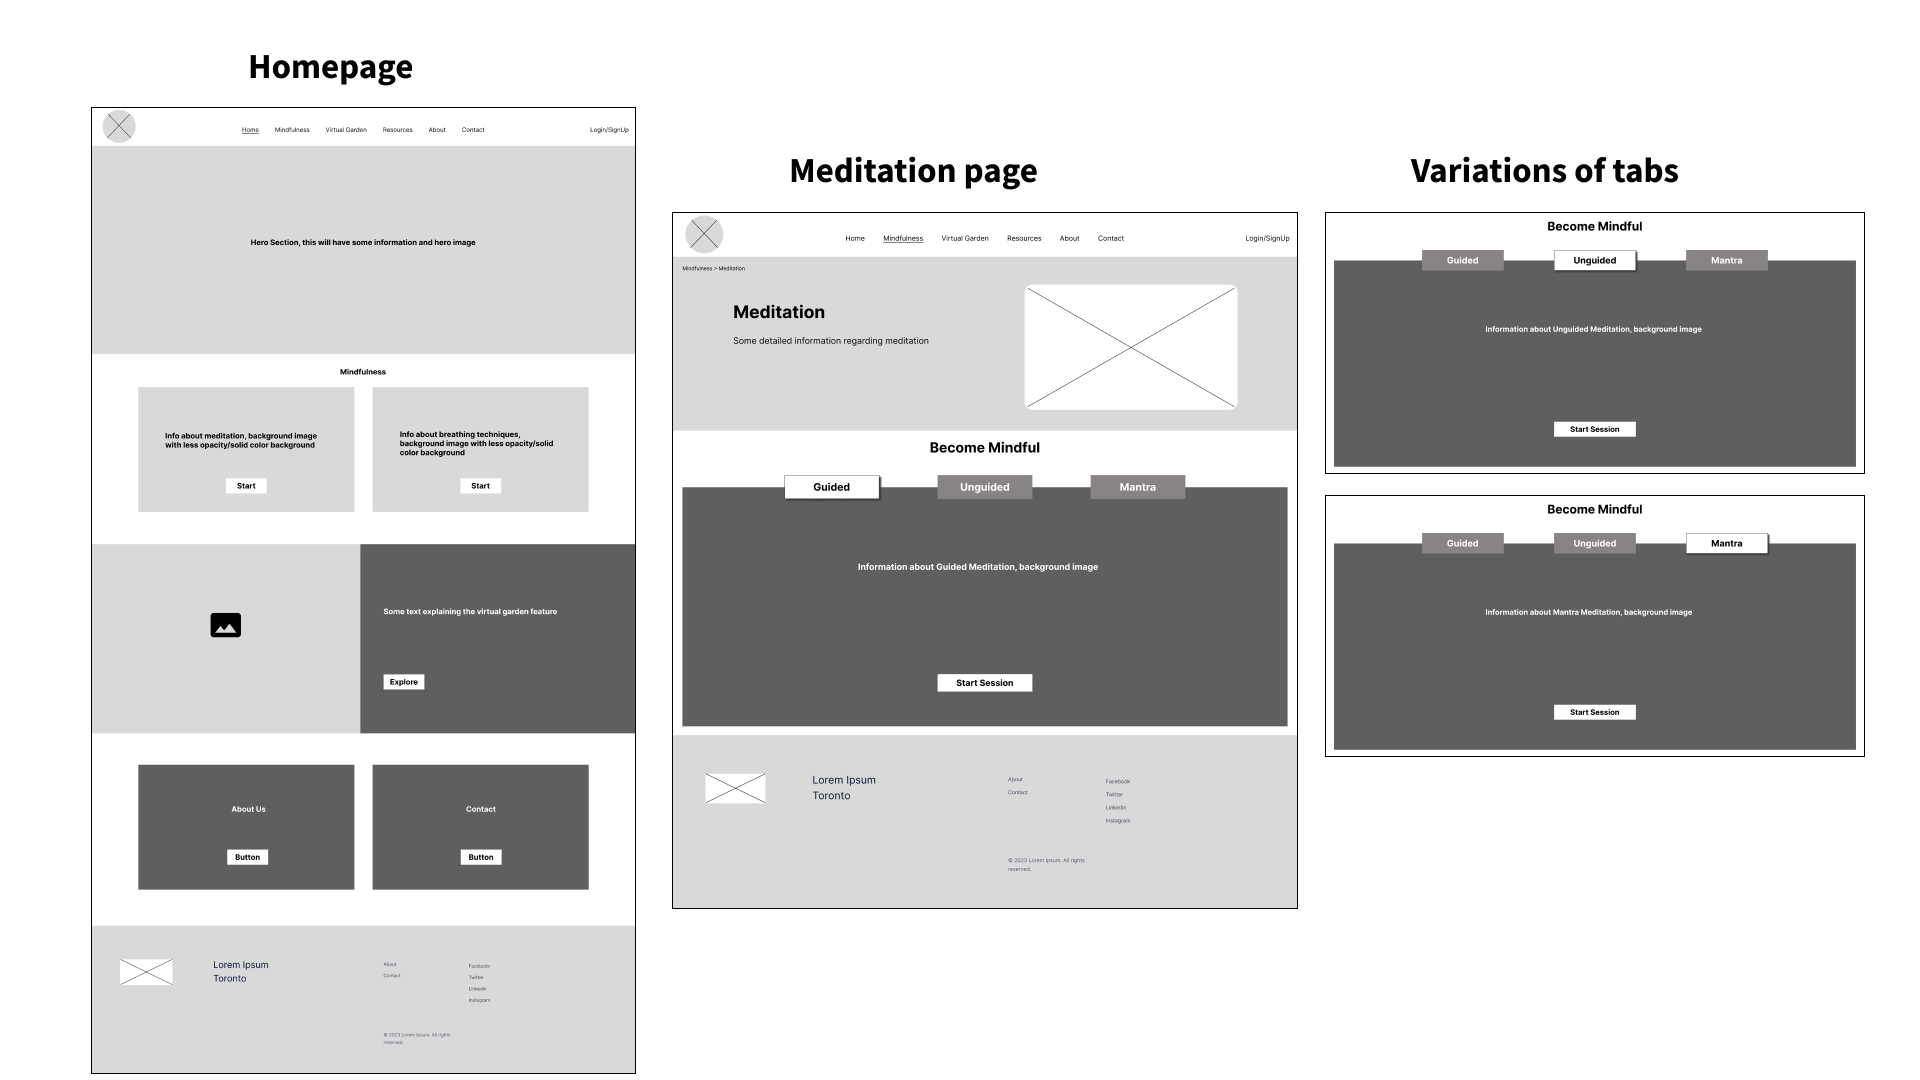 Homepage
Home Mindfulness Virtual Garden Resources About Contact Login/SignUp
Hero Section, this will have some information and hero image
Mindfulness
Info about meditation, background image
with less opacity/solid color background
Start
Info about breathing techniques,
background image with less opacity/solid
color background
Start
Some text explaining the virtual garden feature
Explore
About Us
Button
Contact
Button
Lorem Ipsum
Toronto
About
Contact
Facebook
Twitter
Linkedin
Instagram
© 2023 Lorem Ipsum. All rights
reserved.
Meditation page
Home Mindfulness Virtual Garden Resources About Contact Login/SignUp
Mindfulness > Meditation
Meditation
Some detailed information regarding meditation
Become Mindful
Guided Unguided Mantra
Information about Guided Meditation, background image
Start Session
Lorem Ipsum
Toronto
About
Contact
Facebook
Twitter
Linkedin
Instagram
© 2023 Lorem Ipsum. All rights
reserved.
Variations of tabs
Become Mindful
Guided Unguided Mantra
Information about Unguided Meditation, background image
Start Session
Become Mindful
Guided Unguided Mantra
Information about Mantra Meditation, background image
Start Session